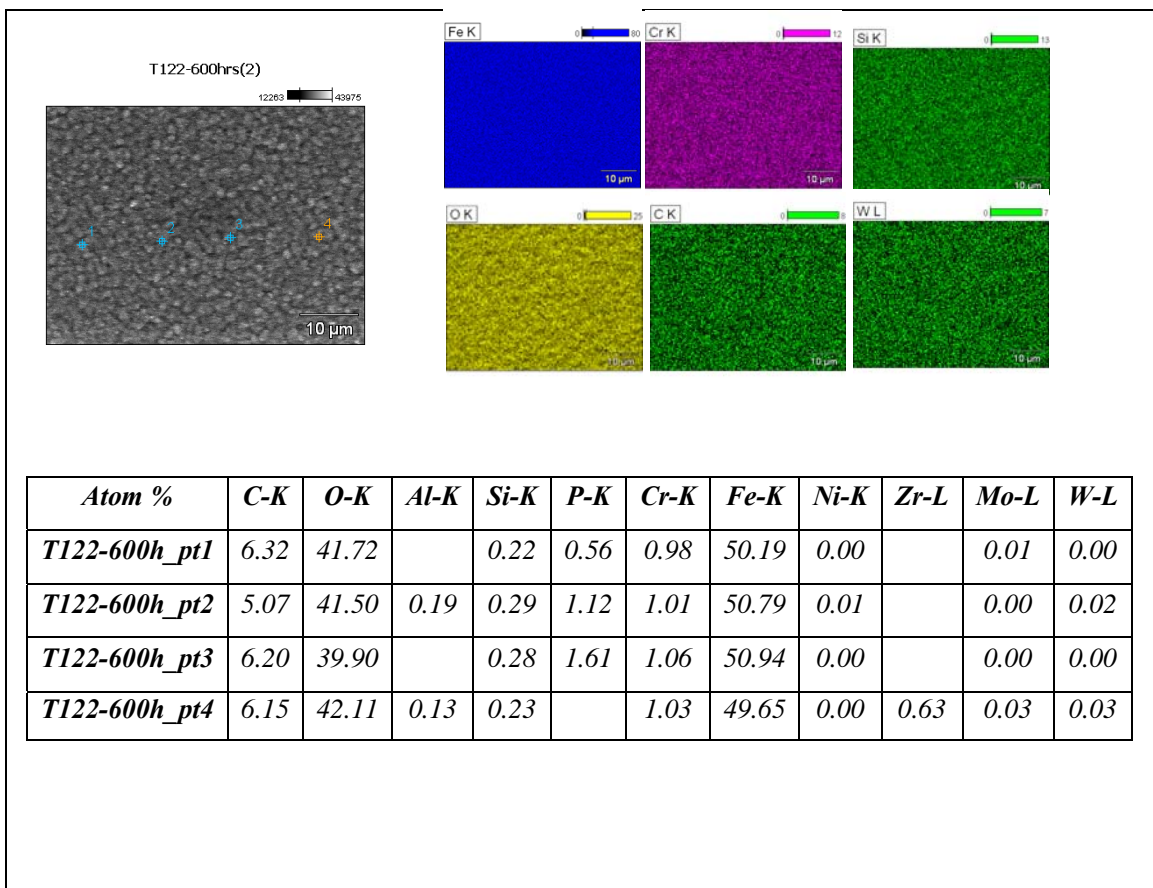 T122-600hrs(2)
12263 43975
1 2 3 4
10 µm
Fe K 0 80
10 µm
Cr K 0 12
10 µm
Si K 0 13
10 µm
O K 0 25
10 µm
C K 0 8
10 µm
W L 0 7
10 µm
Atom % C-K O-K Al-K Si-K P-K Cr-K Fe-K Ni-K Zr-L Mo-L W-L
T122-600h_pt1 6.32 41.72 0.22 0.56 0.98 50.19 0.00 0.01 0.00
T122-600h_pt2 5.07 41.50 0.19 0.29 1.12 1.01 50.79 0.01 0.00 0.02
T122-600h_pt3 6.20 39.90 0.28 1.61 1.06 50.94 0.00 0.00 0.00
T122-600h_pt4 6.15 42.11 0.13 0.23 1.03 49.65 0.00 0.63 0.03 0.03